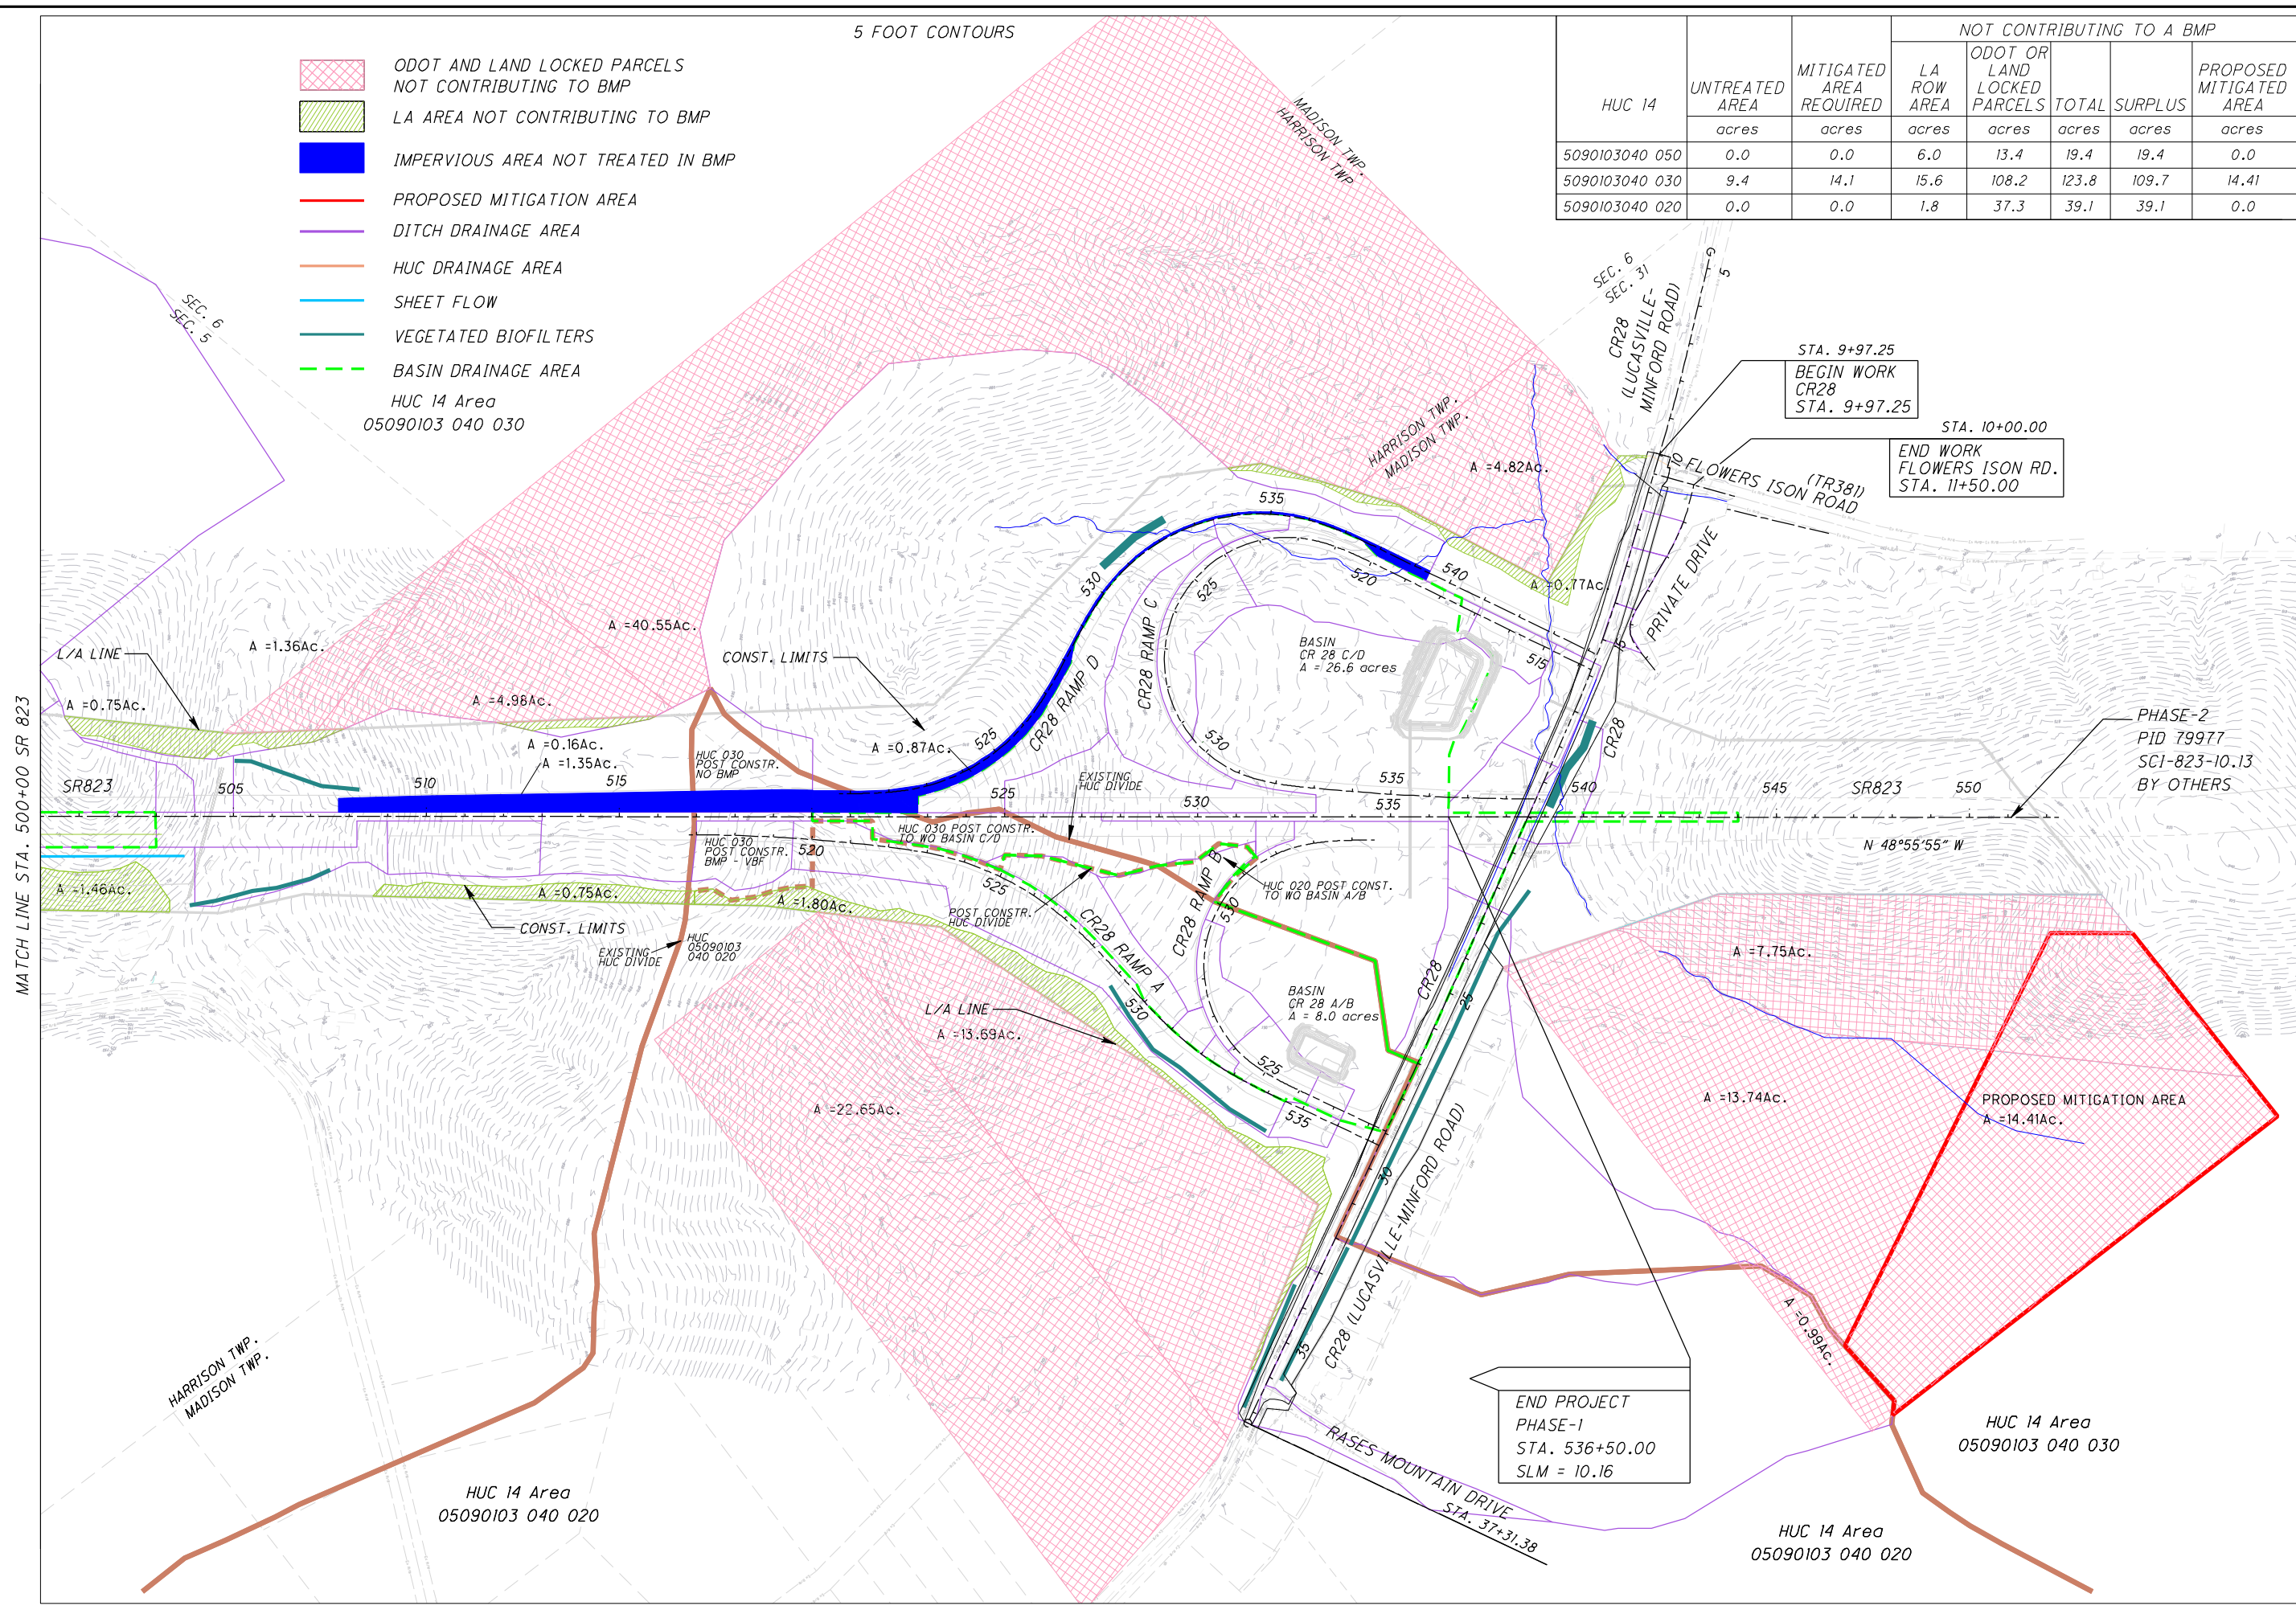 5 FOOT CONTOURS
ODOT AND LAND LOCKED PARCELS
NOT CONTRIBUTING TO BMP
LA AREA NOT CONTRIBUTING TO BMP
IMPERVIOUS AREA NOT TREATED IN BMP
PROPOSED MITIGATION AREA
DITCH DRAINAGE AREA
HUC DRAINAGE AREA
SHEET FLOW
VEGETATED BIOFILTERS
BASIN DRAINAGE AREA
HUC 14 Area
05090103 040 030
NOT CONTRIBUTING TO A BMP
HUC 14 UNTREATED AREA MITIGATED AREA REQUIRED LA ROW AREA ODOT OR LAND LOCKED PARCELS TOTAL SURPLUS PROPOSED MITIGATED AREA
acres acres acres acres acres acres acres
5090103040 050 0.0 0.0 6.0 13.4 19.4 19.4 0.0
5090103040 030 9.4 14.1 15.6 108.2 123.8 109.7 14.41
5090103040 020 0.0 0.0 1.8 37.3 39.1 39.1 0.0
MADISON TWP.
HARRISON TWP
SEC. 6
SEC. 31
SEC. 6
SEC. 5
CR28
(LUCASVILLE-
MINFORD ROAD)
5
STA. 9+97.25
BEGIN WORK
CR28
STA. 9+97.25
STA. 10+00.00
END WORK
FLOWERS ISON RD.
STA. 11+50.00
HARRISON TWP.
MADISON TWP.
A =4.82Ac.
10
FLOWERS ISON ROAD
(TR381)
PRIVATE DRIVE
15
535
540
520
515
530
525
A =0.77Ac.
A =40.55Ac.
A =1.36Ac.
L/A LINE
CONST. LIMITS
CR28 RAMP D
CR28 RAMP C
BASIN
CR 28 C/D
A = 26.6 acres
A =0.75Ac.
A =4.98Ac.
A =0.16Ac.
A =1.35Ac.
A =0.87Ac.
525
530
HUC 030
POST CONSTR.
NO BMP
EXISTING
HUC DIVIDE
CR28
PHASE-2
PID 79977
SCI-823-10.13
BY OTHERS
MATCH LINE STA. 500+00 SR 823
SR823
505
510
515
525
530
535
535
540
545
SR823
550
N 48°55'55" W
HUC 030 POST CONSTR.
TO WQ BASIN C/D
HUC 030
POST CONSTR.
BMP - VBF
520
525
CR28 RAMP B
530
HUC 020 POST CONST.
TO WQ BASIN A/B
A =1.46Ac.
A =0.75Ac.
A =1.80Ac.
CONST. LIMITS
POST CONSTR.
HUC DIVIDE
EXISTING
HUC DIVIDE
HUC
05090103
040 020
CR28 RAMP A
530
L/A LINE
A =13.69Ac.
BASIN
CR 28 A/B
A = 8.0 acres
525
535
CR28
25
A =7.75Ac.
A =13.74Ac.
PROPOSED MITIGATION AREA
A =14.41Ac.
A =22.65Ac.
30
35
CR28 (LUCASVILLE-MINFORD ROAD)
A =0.99Ac.
HARRISON TWP.
MADISON TWP.
END PROJECT
PHASE-1
STA. 536+50.00
SLM = 10.16
RASES MOUNTAIN DRIVE
STA. 37+31.38
HUC 14 Area
05090103 040 030
HUC 14 Area
05090103 040 020
HUC 14 Area
05090103 040 020